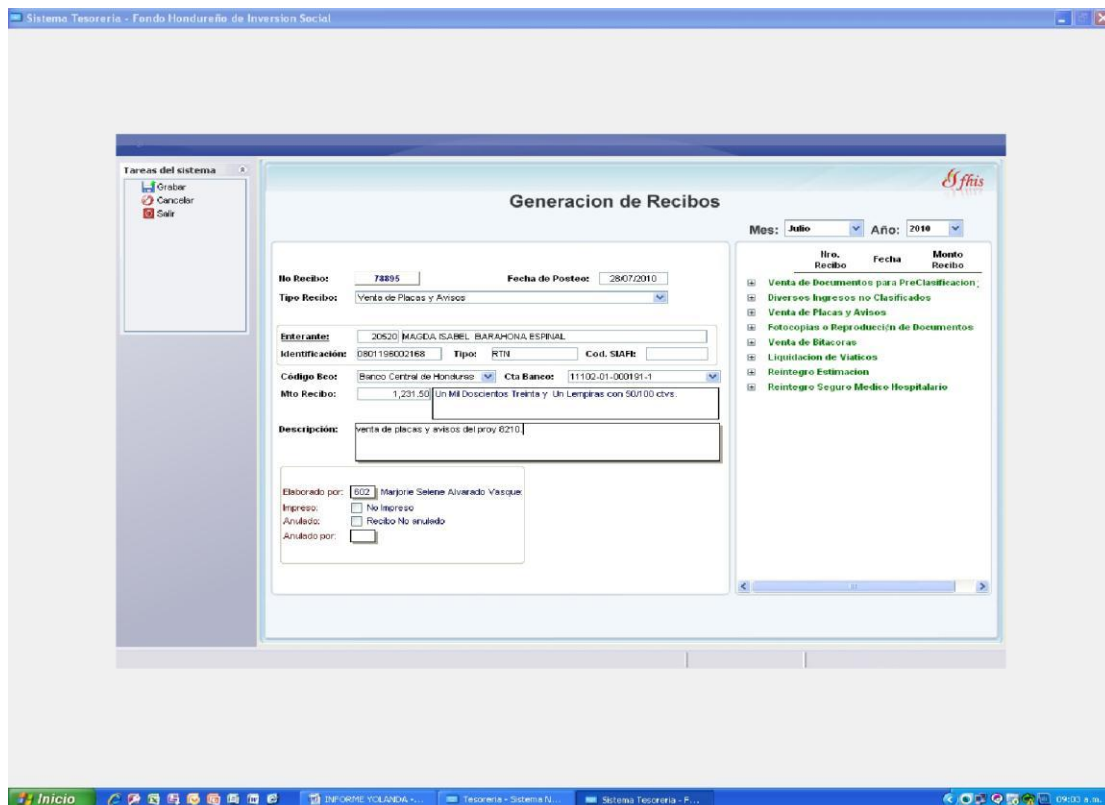 Sistema Tesoreria - Fondo Hondureño de Inversion Social
Tareas del sistema
Grabar
Cancelar
Salir
fhis
Generacion de Recibos
Mes: Julio Año: 2010
No Recibo: 78895 Fecha de Posteo: 28/07/2010
Tipo Recibo: Venta de Placas y Avisos
Enterante: 20520 MAGDA ISABEL BARAHONA ESPINAL
Identificación: 0801196002168 Tipo: RTN Cod. SIAFI:
Código Bco: Banco Central de Honduras Cta Banco: 11102-01-000191-1
Mto Recibo: 1,231.50 Un Mil Doscientos Treinta y Un Lempiras con 50/100 ctvs.
Descripción: venta de placas y avisos del proy 8210.
Elaborado por: 602 Marjorie Selene Alvarado Vasque
Impreso: No Impreso
Anulado: Recibo No anulado
Anulado por:
Nro. Recibo Fecha Monto Recibo
Venta de Documentos para PreClasificacion
Diversos Ingresos no Clasificados
Venta de Placas y Avisos
Fotocopias o Reproducción de Documentos
Venta de Bitacoras
Liquidacion de Viaticos
Reintegro Estimacion
Reintegro Seguro Medico Hospitalario
Inicio INFORME YOLANDA -... Tesoreria - Sistema N... Sistema Tesoreria - F... 09:03 a.m.